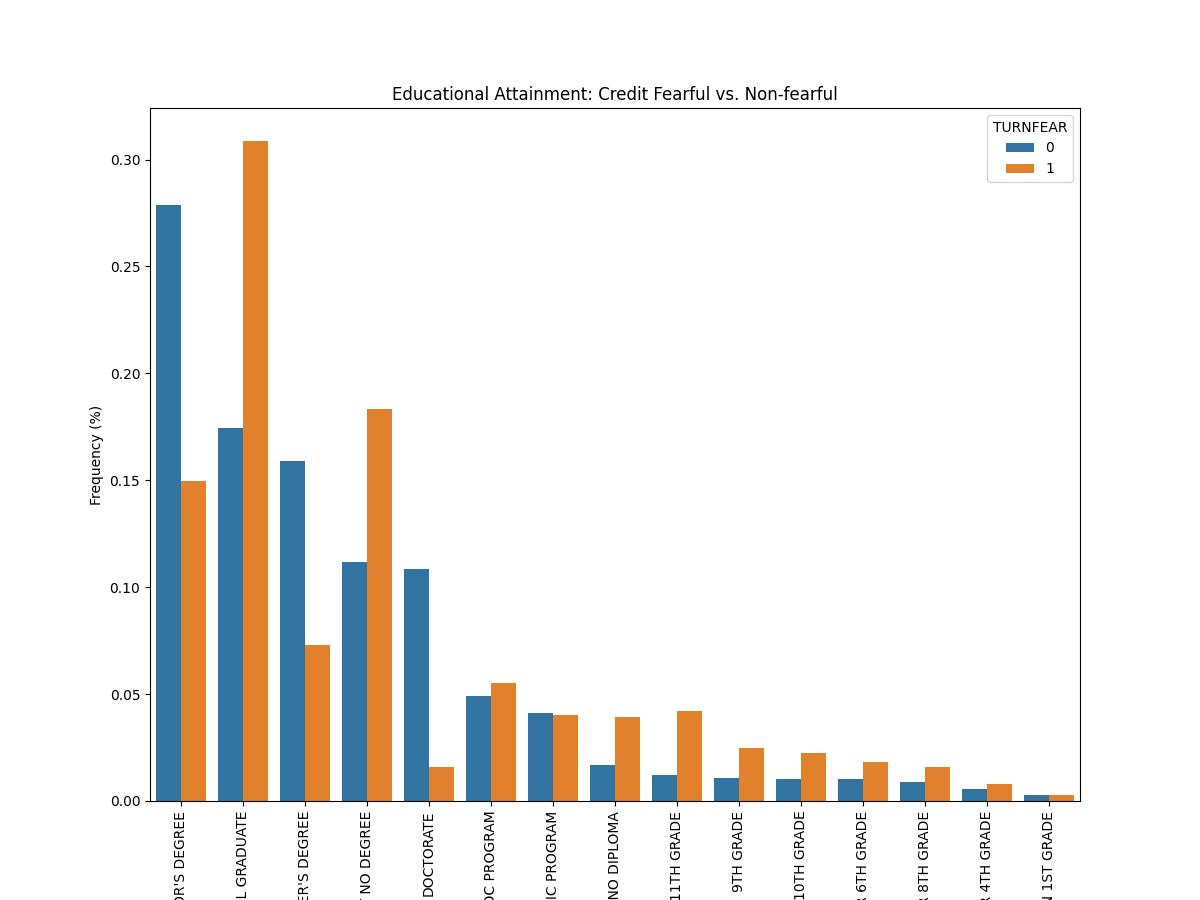 Educational Attainment: Credit Fearful vs. Non-fearful
TURNFEAR
0
1
Frequency (%)
0.30
0.25
0.20
0.15
0.10
0.05
0.00
OR'S DEGREE
L GRADUATE
ER'S DEGREE
NO DEGREE
DOCTORATE
OC PROGRAM
IC PROGRAM
NO DIPLOMA
11TH GRADE
9TH GRADE
10TH GRADE
R 6TH GRADE
R 8TH GRADE
R 4TH GRADE
N 1ST GRADE